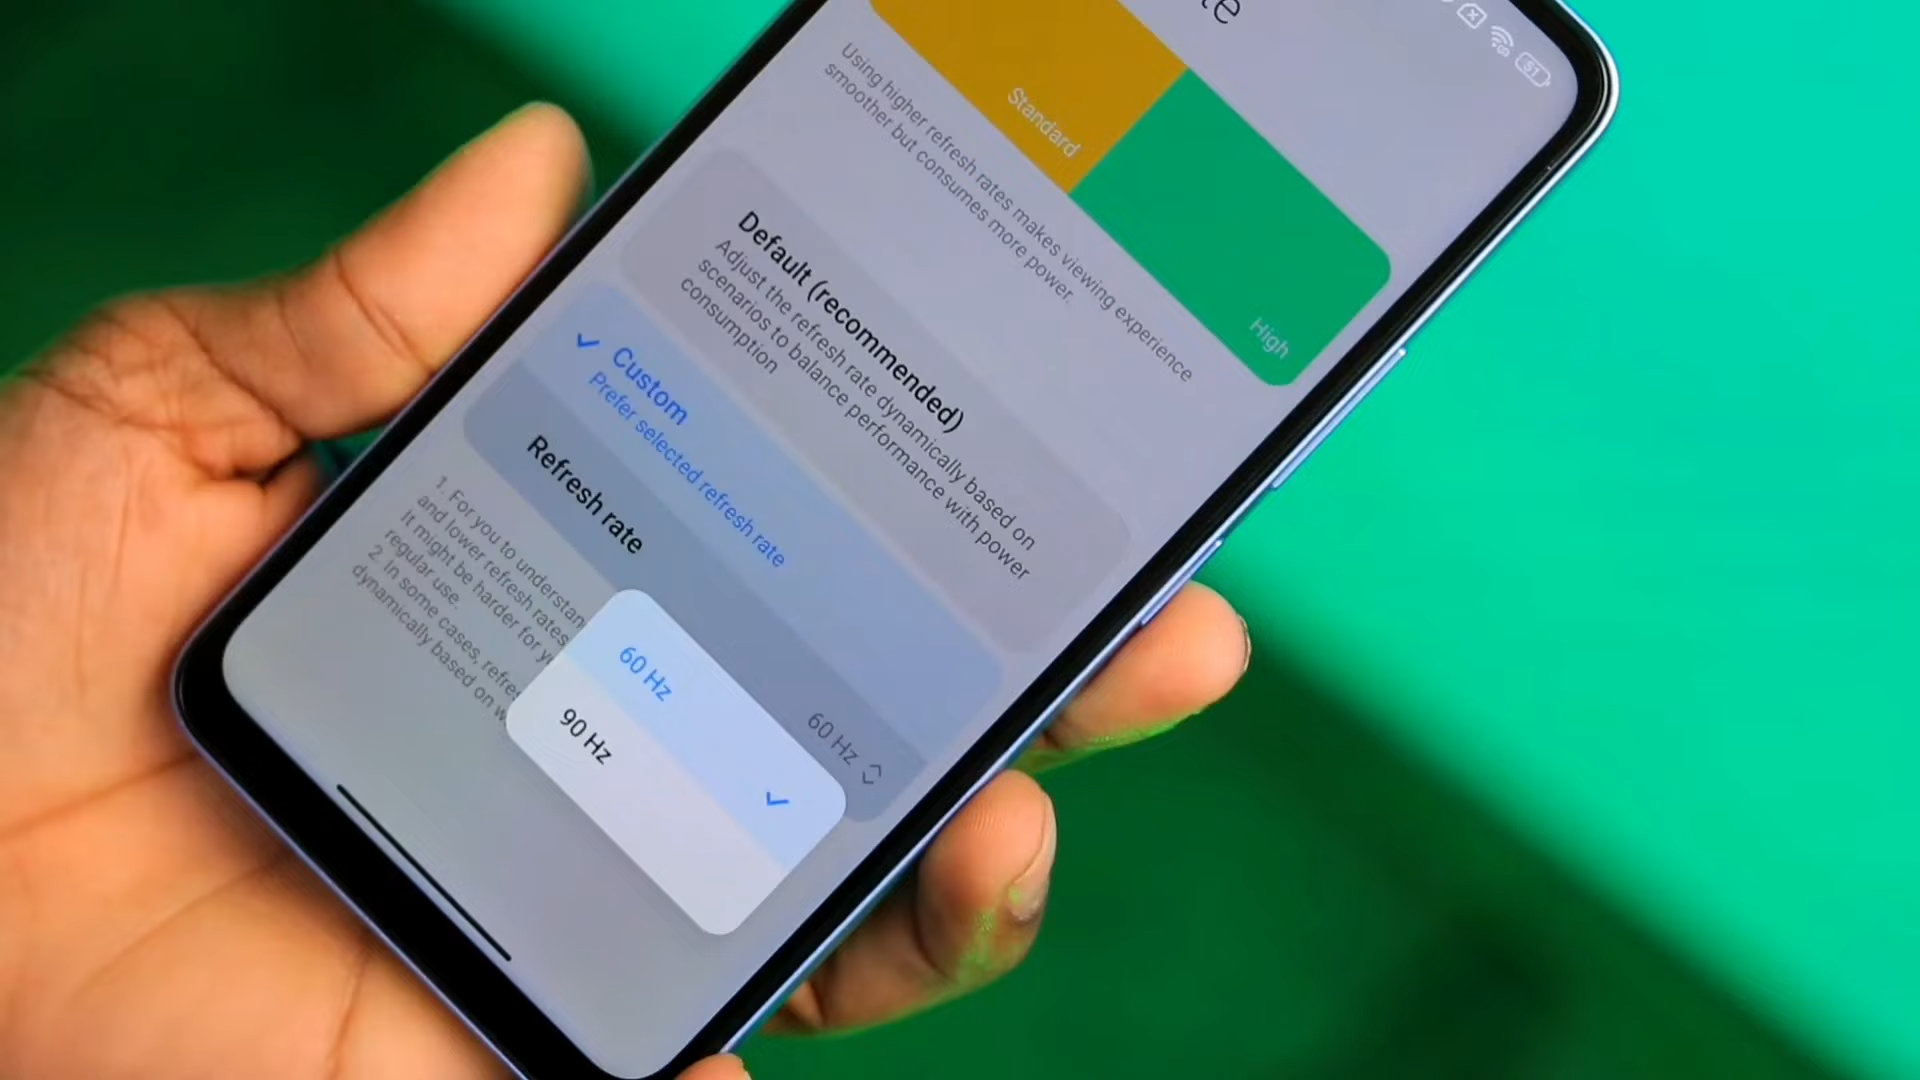 51
Standard
High
Using higher refresh rates makes viewing experience
smoother but consumes more power.
Default (recommended)
Adjust the refresh rate dynamically based on
scenarios to balance performance with power
consumption
Custom
Prefer selected refresh rate
Refresh rate
60 Hz
60 Hz
90 Hz
1. For you to understan
and lower refresh rates
It might be harder for y
regular use.
2. In some cases, refres
dynamically based on w